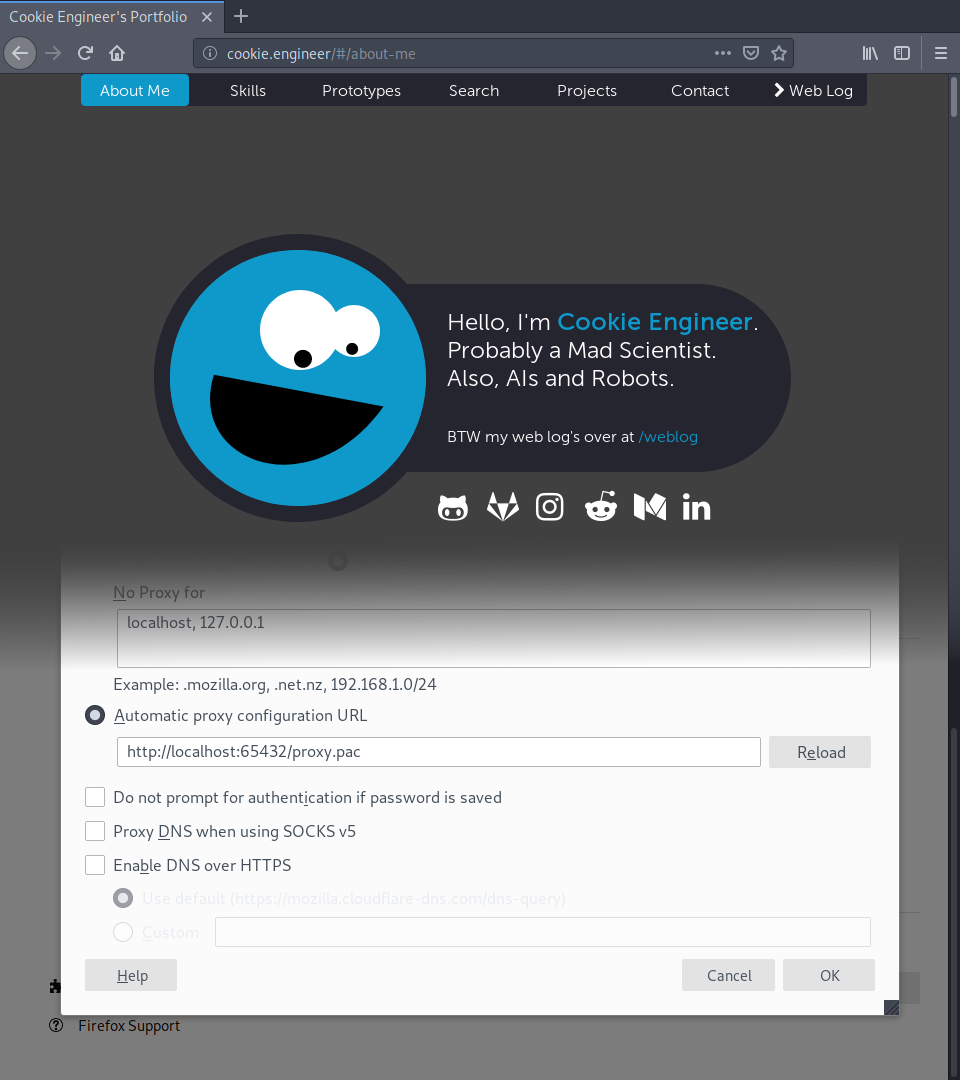 Cookie Engineer's Portfolio
cookie.engineer/#/about-me
About Me Skills Prototypes Search Projects Contact Web Log
Hello, I'm Cookie Engineer.
Probably a Mad Scientist.
Also, AIs and Robots.
BTW my web log's over at /weblog
No Proxy for
localhost, 127.0.0.1
Example: .mozilla.org, .net.nz, 192.168.1.0/24
Automatic proxy configuration URL
http://localhost:65432/proxy.pac Reload
Do not prompt for authentication if password is saved
Proxy DNS when using SOCKS v5
Enable DNS over HTTPS
Use default (https://mozilla.cloudflare-dns.com/dns-query)
Custom
Help Cancel OK
Firefox Support